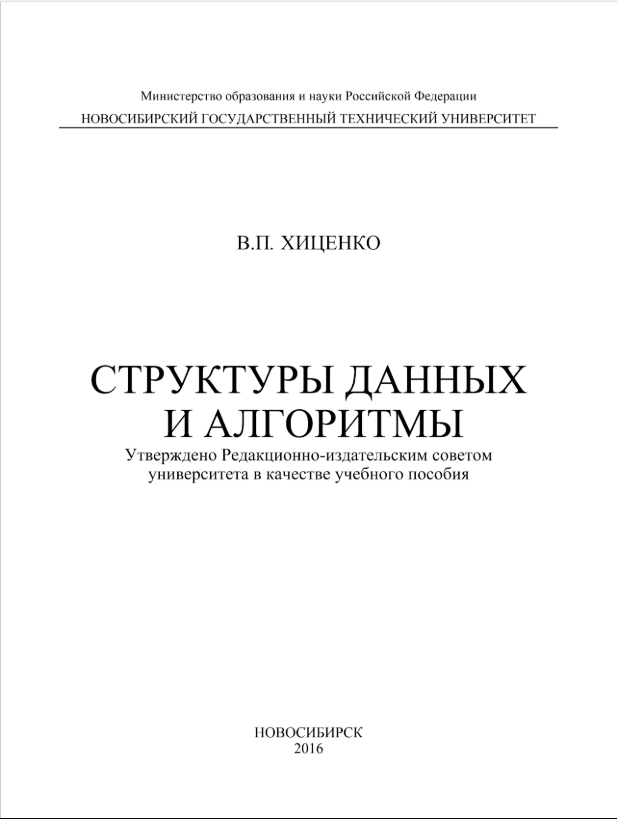 Министерство образования и науки Российской Федерации
НОВОСИБИРСКИЙ ГОСУДАРСТВЕННЫЙ ТЕХНИЧЕСКИЙ УНИВЕРСИТЕТ
В.П. ХИЦЕНКО
СТРУКТУРЫ ДАННЫХ
И АЛГОРИТМЫ
Утверждено Редакционно-издательским советом
университета в качестве учебного пособия
НОВОСИБИРСК
2016